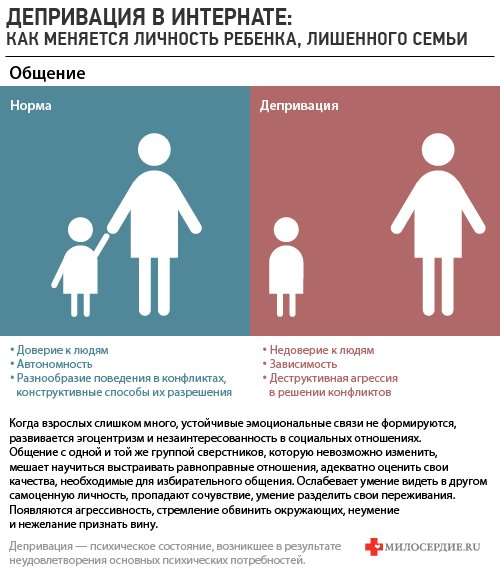 ДЕПРИВАЦИЯ В ИНТЕРНАТЕ:
КАК МЕНЯЕТСЯ ЛИЧНОСТЬ РЕБЕНКА, ЛИШЕННОГО СЕМЬИ
Общение
Норма
Депривация
• Доверие к людям
• Автономность
• Разнообразие поведения в конфликтах,
конструктивные способы их разрешения
• Недоверие к людям
• Зависимость
• Деструктивная агрессия
в решении конфликтов
Когда взрослых слишком много, устойчивые эмоциональные связи не формируются,
развивается эгоцентризм и незаинтересованность в социальных отношениях.
Общение с одной и той же группой сверстников, которую невозможно изменить,
мешает научиться выстраивать равноправные отношения, адекватно оценить свои
качества, необходимые для избирательного общения. Ослабевает умение видеть в другом
самоценную личность, пропадают сочувствие, умение разделить свои переживания.
Появляются агрессивность, стремление обвинить окружающих, неумение
и нежелание признать вину.
Депривация — психическое состояние, возникшее в результате
неудовлетворения основных психических потребностей.
МИЛОСЕРДИЕ.RU